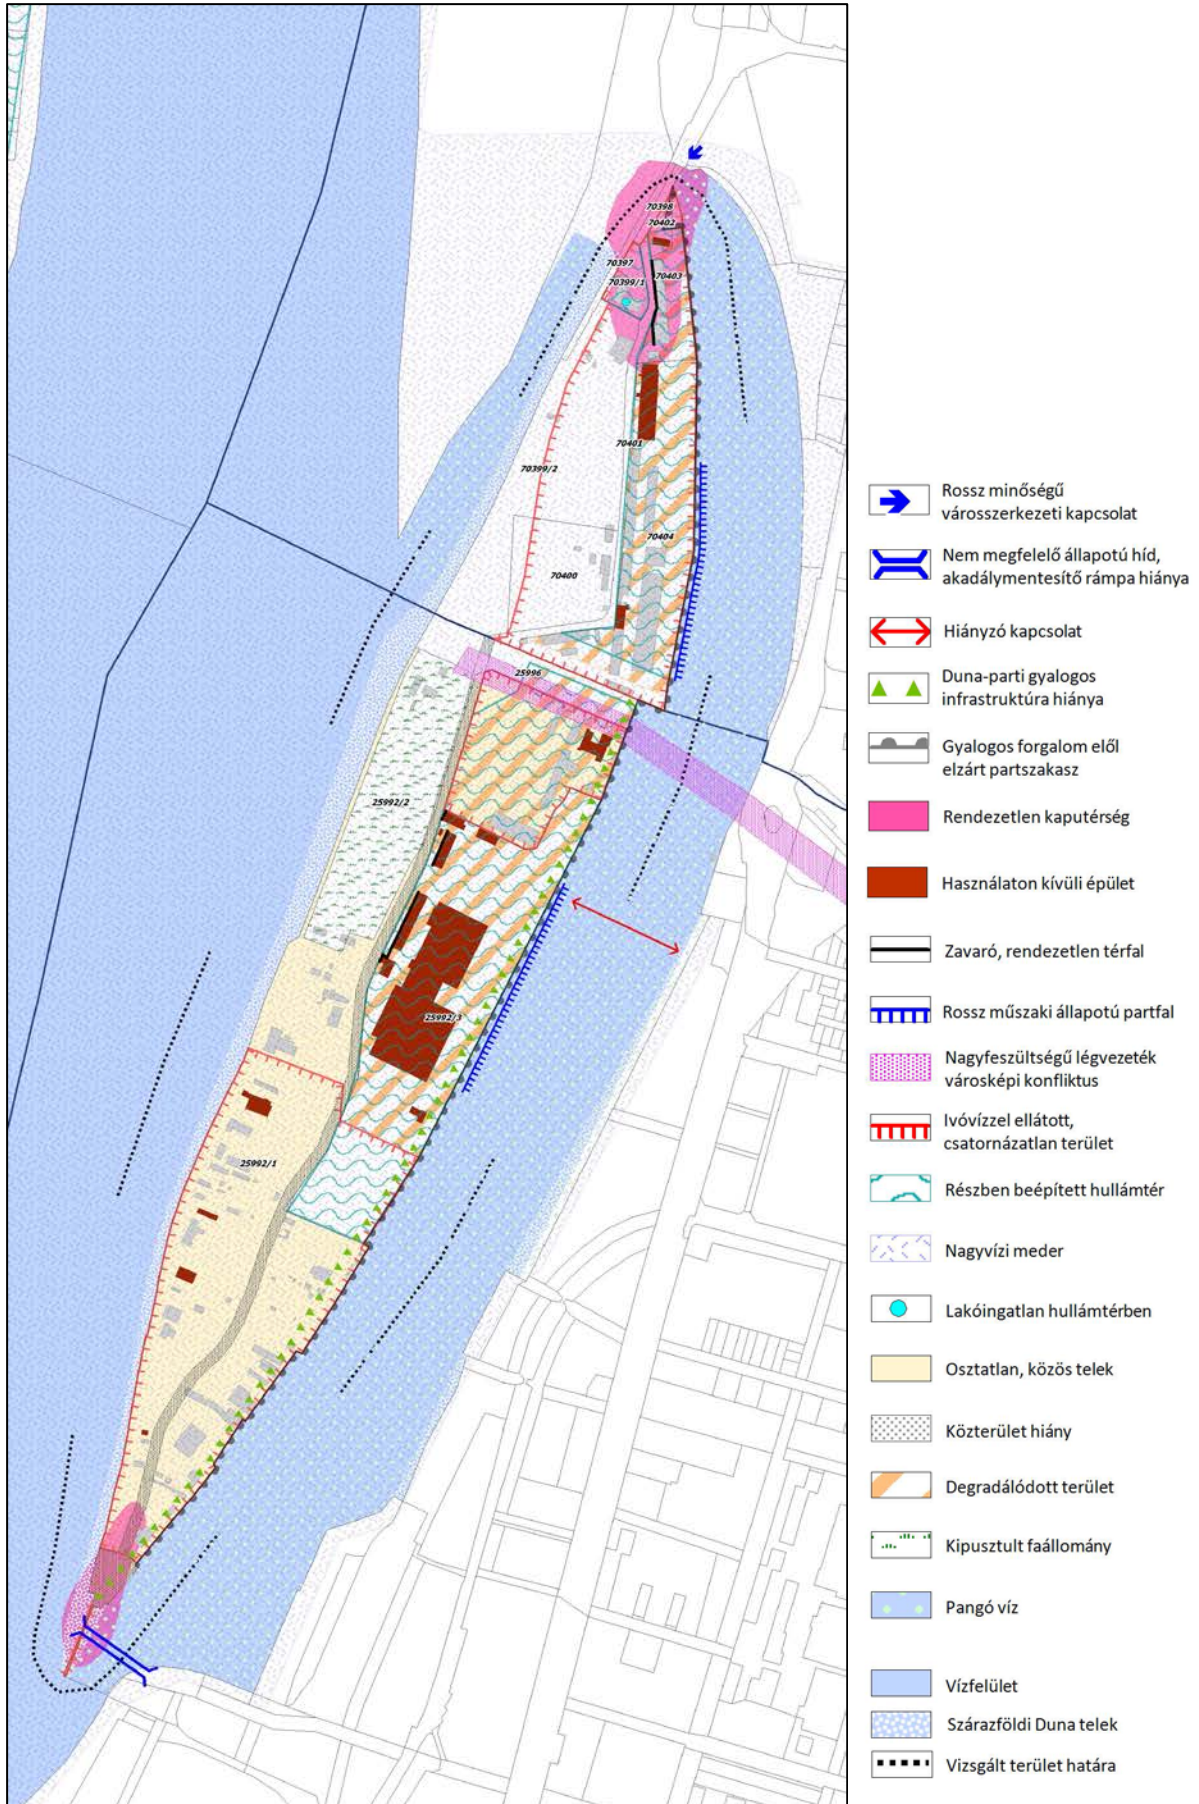 70398
70402
70397
70403
70399/1
70401
70399/2
70404
70400
25996
25992/2
25992/3
25992/1
Rossz minőségű
városszerkezeti kapcsolat
Nem megfelelő állapotú híd,
akadálymentesítő rámpa hiánya
Hiányzó kapcsolat
Duna-parti gyalogos
infrastruktúra hiánya
Gyalogos forgalom elől
elzárt partszakasz
Rendezetlen kaputérség
Használaton kívüli épület
Zavaró, rendezetlen térfal
Rossz műszaki állapotú partfal
Nagyfeszültségű légvezeték
városképi konfliktus
Ivóvízzel ellátott,
csatornázatlan terület
Részben beépített hullámtér
Nagyvízi meder
Lakóingatlan hullámtérben
Osztatlan, közös telek
Közterület hiány
Degradálódott terület
Kipusztult faállomány
Pangó víz
Vízfelület
Szárazföldi Duna telek
Vizsgált terület határa